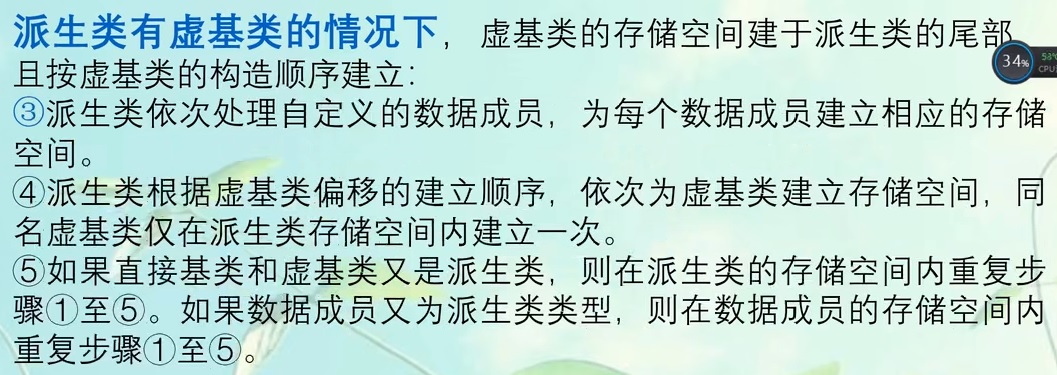 派生类有虚基类的情况下，虚基类的存储空间建于派生类的尾部
且按虚基类的构造顺序建立：
③派生类依次处理自定义的数据成员，为每个数据成员建立相应的存储
空间。
④派生类根据虚基类偏移的建立顺序，依次为虚基类建立存储空间，同
名虚基类仅在派生类存储空间内建立一次。
⑤如果直接基类和虚基类又是派生类，则在派生类的存储空间内重复步
骤①至⑤。如果数据成员又为派生类类型，则在数据成员的存储空间内
重复步骤①至⑤。
34%
CPU